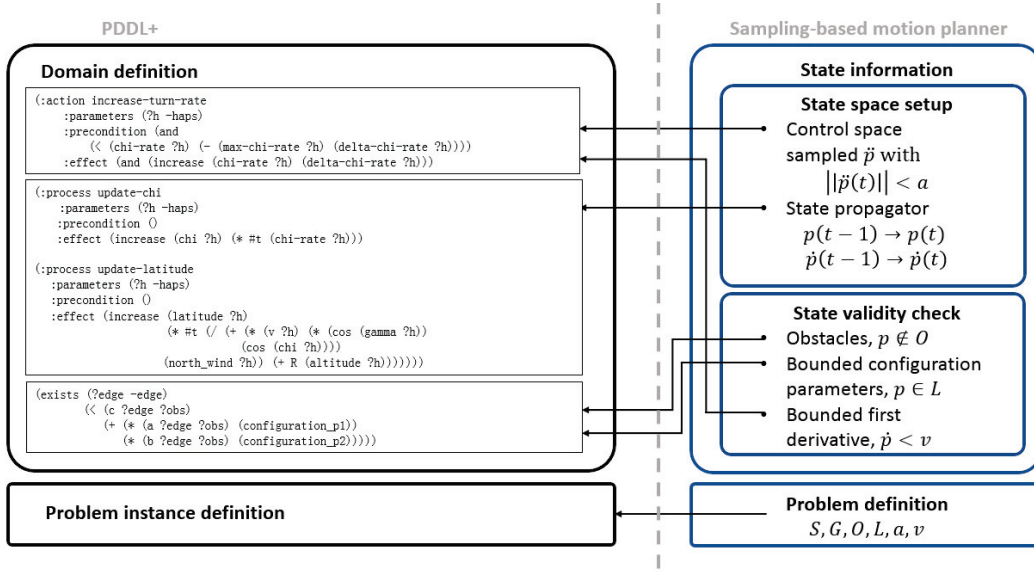 PDDL+
Domain definition
(:action increase-turn-rate
:parameters (?h -haps)
:precondition (and
(< (chi-rate ?h) (- (max-chi-rate ?h) (delta-chi-rate ?h))))
:effect (and (increase (chi-rate ?h) (delta-chi-rate ?h)))
(:process update-chi
:parameters (?h -haps)
:precondition ()
:effect (increase (chi ?h) (* #t (chi-rate ?h)))
(:process update-latitude
:parameters (?h -haps)
:precondition ()
:effect (increase (latitude ?h)
(* #t (/ (+ (* (v ?h) (* (cos (gamma ?h))
(cos (chi ?h))))
(north_wind ?h)) (+ R (altitude ?h)))))))
(exists (?edge -edge)
(< (c ?edge ?obs)
(+ (* (a ?edge ?obs) (configuration_p1))
(* (b ?edge ?obs) (configuration_p2)))))
Problem instance definition
Sampling-based motion planner
State information
State space setup
Control space
sampled p̈ with
||p̈(t)|| < a
State propagator
p(t − 1) → p(t)
ṗ(t − 1) → ṗ(t)
State validity check
Obstacles, p ∉ O
Bounded configuration
parameters, p ∈ L
Bounded first
derivative, ṗ < v
Problem definition
S, G, O, L, a, v